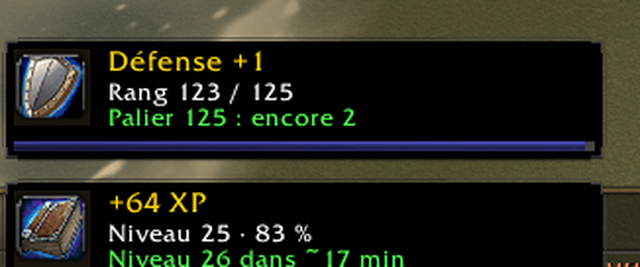 Défense +1
Rang 123 / 125
Palier 125 : encore 2
+64 XP
Niveau 25 · 83 %
Niveau 26 dans ~17 min